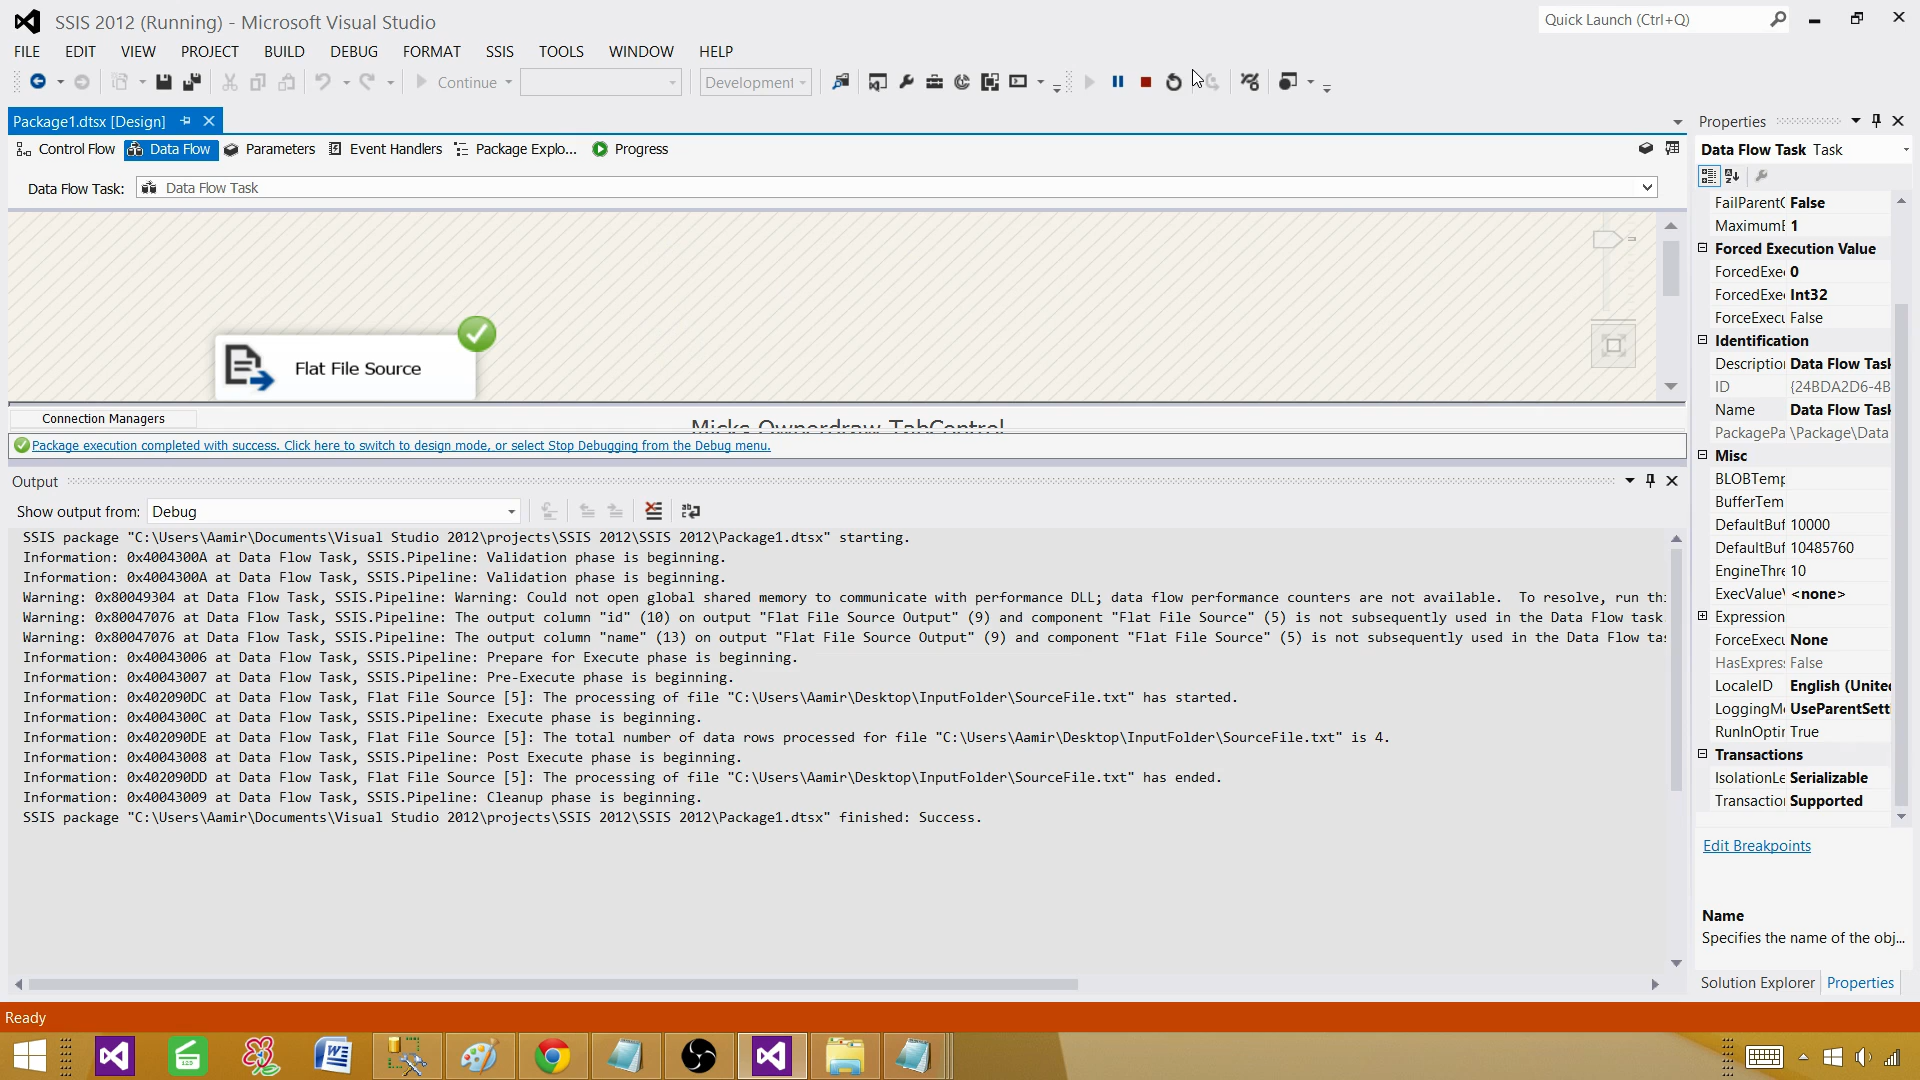 SSIS 2012 (Running) - Microsoft Visual Studio
Quick Launch (Ctrl+Q)
FILE EDIT VIEW PROJECT BUILD DEBUG FORMAT SSIS TOOLS WINDOW HELP
Continue Development
Package1.dtsx [Design]
Control Flow Data Flow Parameters Event Handlers Package Explo... Progress
Data Flow Task: Data Flow Task
Flat File Source
Connection Managers
Micks Ownerdraw TabControl
Package execution completed with success. Click here to switch to design mode, or select Stop Debugging from the Debug menu.
Output
Show output from: Debug
SSIS package "C:\Users\Aamir\Documents\Visual Studio 2012\projects\SSIS 2012\SSIS 2012\Package1.dtsx" starting.
Information: 0x4004300A at Data Flow Task, SSIS.Pipeline: Validation phase is beginning.
Information: 0x4004300A at Data Flow Task, SSIS.Pipeline: Validation phase is beginning.
Warning: 0x80049304 at Data Flow Task, SSIS.Pipeline: Warning: Could not open global shared memory to communicate with performance DLL; data flow performance counters are not available.  To resolve, run thi
Warning: 0x80047076 at Data Flow Task, SSIS.Pipeline: The output column "id" (10) on output "Flat File Source Output" (9) and component "Flat File Source" (5) is not subsequently used in the Data Flow task
Warning: 0x80047076 at Data Flow Task, SSIS.Pipeline: The output column "name" (13) on output "Flat File Source Output" (9) and component "Flat File Source" (5) is not subsequently used in the Data Flow tas
Information: 0x40043006 at Data Flow Task, SSIS.Pipeline: Prepare for Execute phase is beginning.
Information: 0x40043007 at Data Flow Task, SSIS.Pipeline: Pre-Execute phase is beginning.
Information: 0x402090DC at Data Flow Task, Flat File Source [5]: The processing of file "C:\Users\Aamir\Desktop\InputFolder\SourceFile.txt" has started.
Information: 0x4004300C at Data Flow Task, SSIS.Pipeline: Execute phase is beginning.
Information: 0x402090DE at Data Flow Task, Flat File Source [5]: The total number of data rows processed for file "C:\Users\Aamir\Desktop\InputFolder\SourceFile.txt" is 4.
Information: 0x40043008 at Data Flow Task, SSIS.Pipeline: Post Execute phase is beginning.
Information: 0x402090DD at Data Flow Task, Flat File Source [5]: The processing of file "C:\Users\Aamir\Desktop\InputFolder\SourceFile.txt" has ended.
Information: 0x40043009 at Data Flow Task, SSIS.Pipeline: Cleanup phase is beginning.
SSIS package "C:\Users\Aamir\Documents\Visual Studio 2012\projects\SSIS 2012\SSIS 2012\Package1.dtsx" finished: Success.
Properties
Data Flow Task Task
FailParentC False
MaximumE 1
Forced Execution Value
ForcedExec 0
ForcedExec Int32
ForceExecu False
Identification
Description Data Flow Task
ID {24BDA2D6-4B
Name Data Flow Task
PackagePa \Package\Data
Misc
BLOBTemp
BufferTem
DefaultBuf 10000
DefaultBuf 10485760
EngineThre 10
ExecValueV <none>
Expression
ForceExecu None
HasExpress False
LocaleID English (United
LoggingMo UseParentSetti
RunInOptin True
Transactions
IsolationLe Serializable
Transaction Supported
Edit Breakpoints
Name
Specifies the name of the obj...
Solution Explorer Properties
Ready